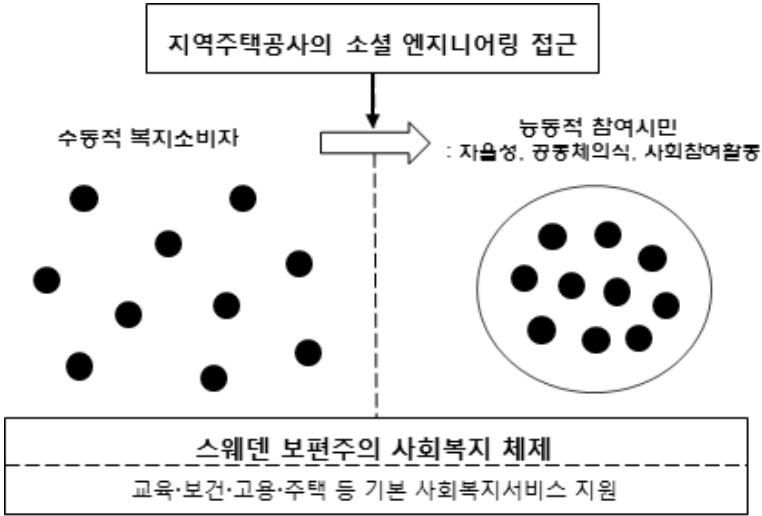 지역주택공사의 소셜 엔지니어링 접근
수동적 복지소비자
능동적 참여시민
: 자율성, 공동체의식, 사회참여활동
스웨덴 보편주의 사회복지 체제
교육·보건·고용·주택 등 기본 사회복지서비스 지원